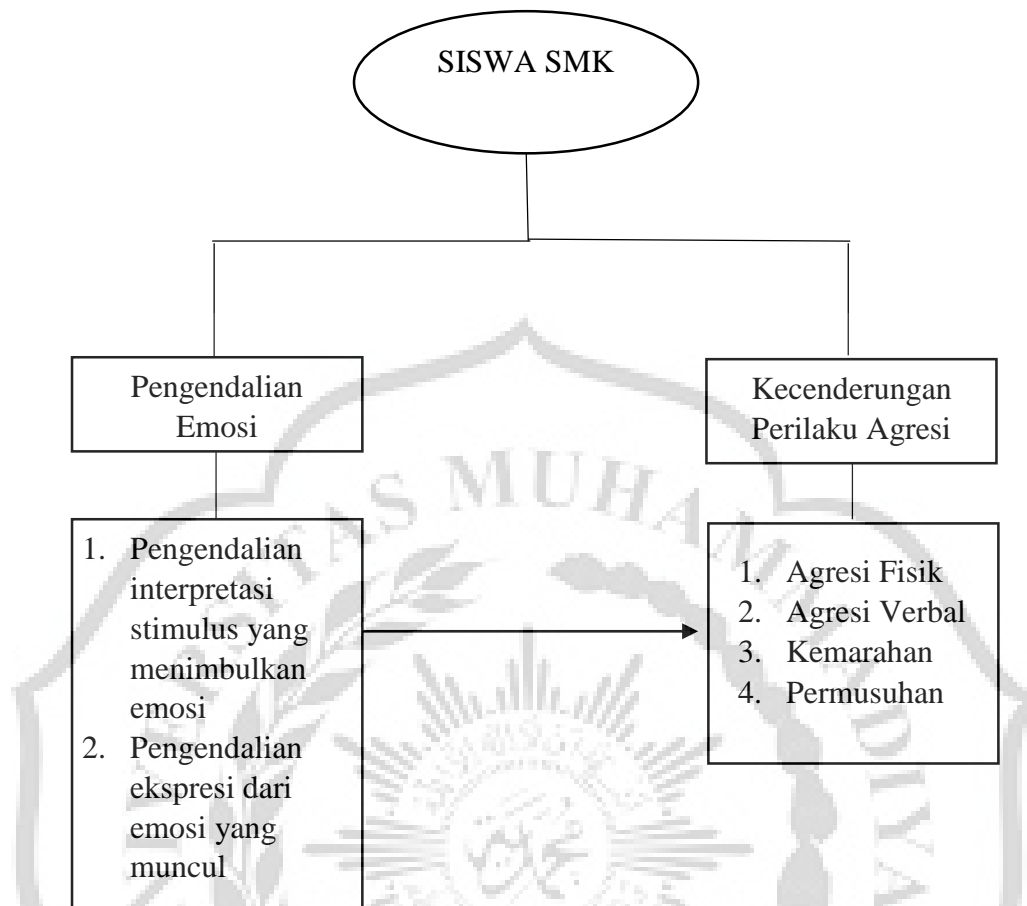 SISWA SMK
Pengendalian
Emosi
Kecenderungan
Perilaku Agresi
1. Pengendalian
interpretasi
stimulus yang
menimbulkan
emosi
2. Pengendalian
ekspresi dari
emosi yang
muncul
1. Agresi Fisik
2. Agresi Verbal
3. Kemarahan
4. Permusuhan